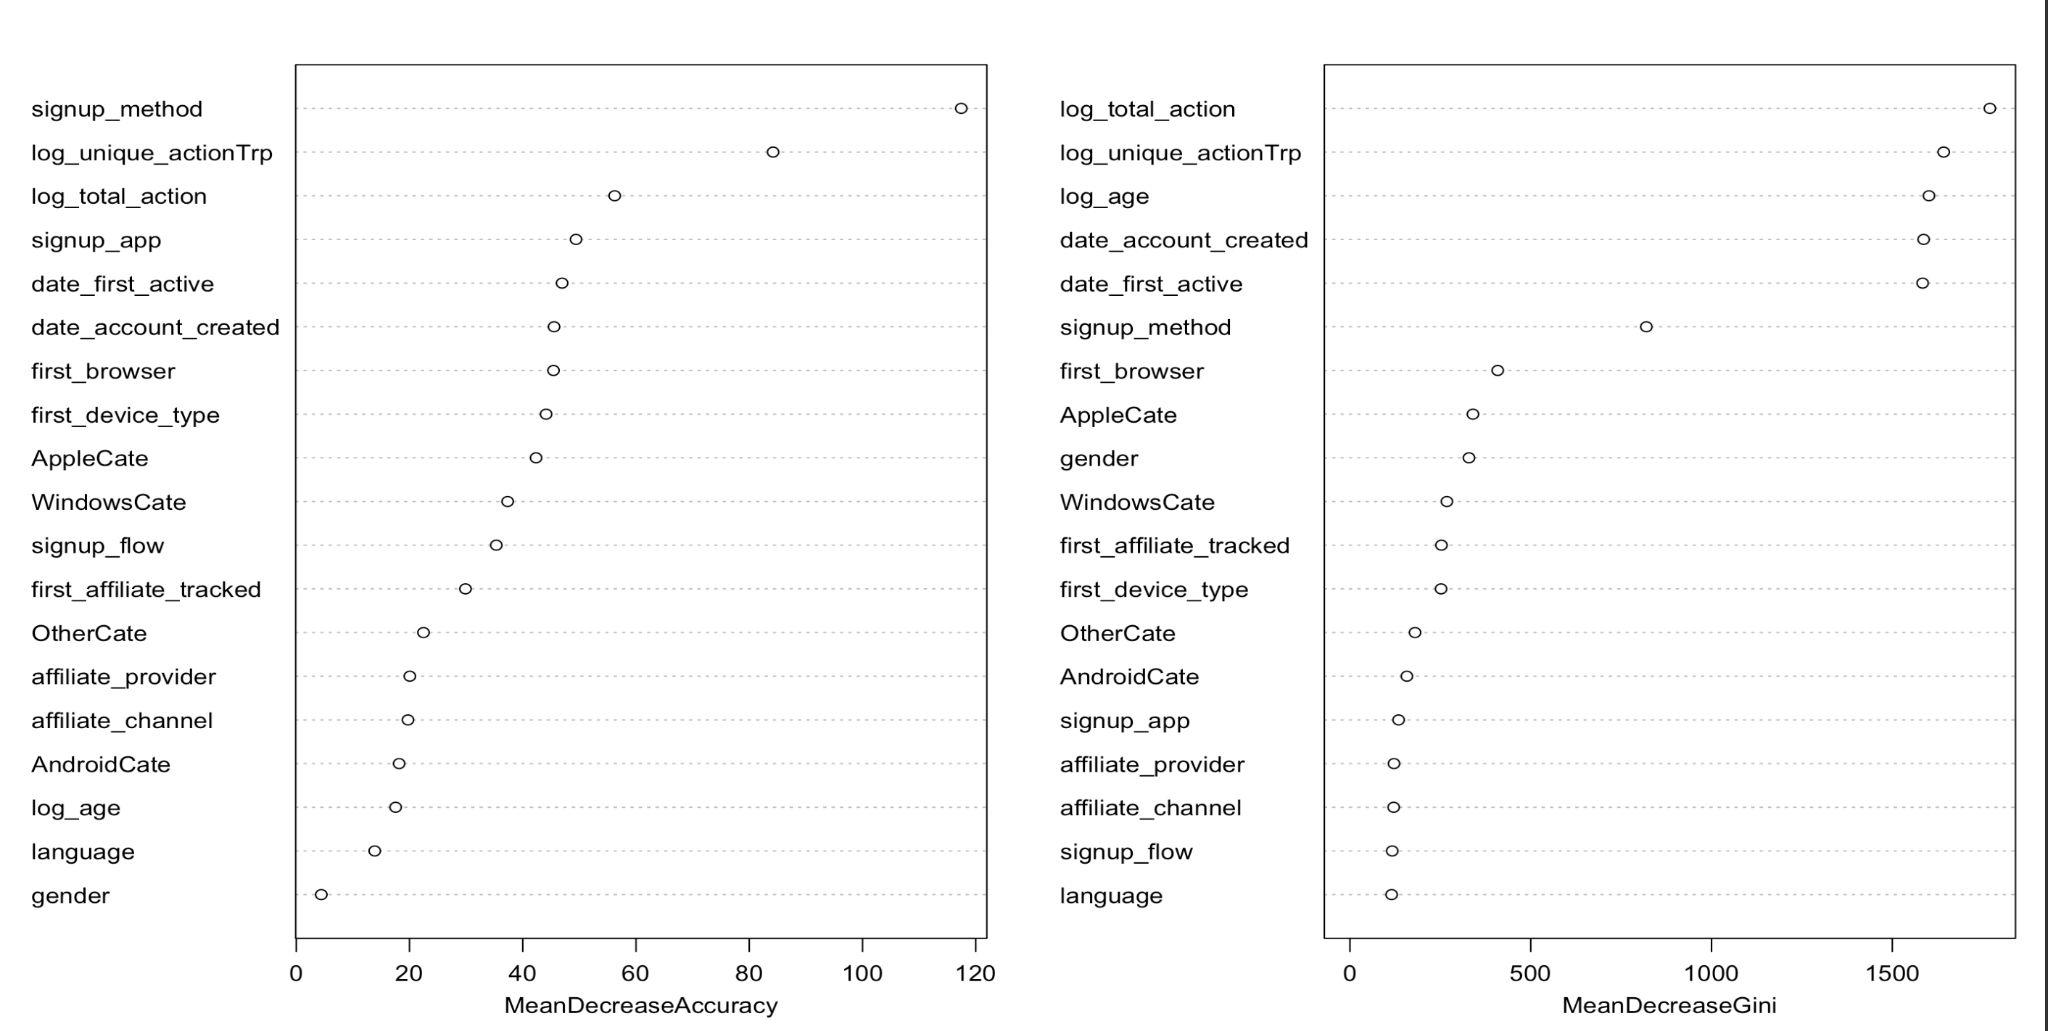 signup_method
log_unique_actionTrp
log_total_action
signup_app
date_first_active
date_account_created
first_browser
first_device_type
AppleCate
WindowsCate
signup_flow
first_affiliate_tracked
OtherCate
affiliate_provider
affiliate_channel
AndroidCate
log_age
language
gender
0 20 40 60 80 100 120
MeanDecreaseAccuracy
log_total_action
log_unique_actionTrp
log_age
date_account_created
date_first_active
signup_method
first_browser
AppleCate
gender
WindowsCate
first_affiliate_tracked
first_device_type
OtherCate
AndroidCate
signup_app
affiliate_provider
affiliate_channel
signup_flow
language
0 500 1000 1500
MeanDecreaseGini